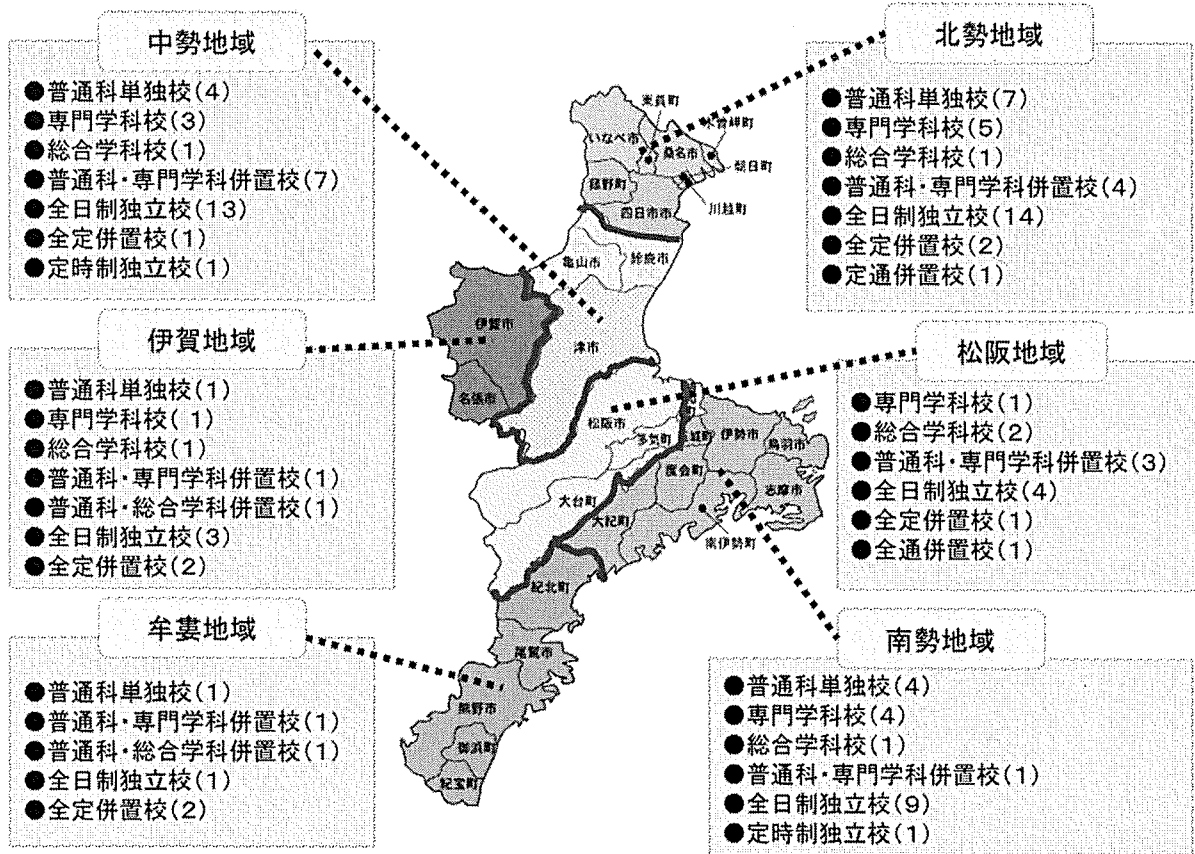 中勢地域
●普通科単独校(4)
●専門学科校(3)
●総合学科校(1)
●普通科・専門学科併置校(7)
●全日制独立校(13)
●全定併置校(1)
●定時制独立校(1)
北勢地域
●普通科単独校(7)
●専門学科校(5)
●総合学科校(1)
●普通科・専門学科併置校(4)
●全日制独立校(14)
●全定併置校(2)
●定通併置校(1)
伊賀地域
●普通科単独校(1)
●専門学科校( 1)
●総合学科校(1)
●普通科・専門学科併置校(1)
●普通科・総合学科併置校(1)
●全日制独立校(3)
●全定併置校(2)
松阪地域
●専門学科校(1)
●総合学科校(2)
●普通科・専門学科併置校(3)
●全日制独立校(4)
●全定併置校(1)
●全通併置校(1)
牟婁地域
●普通科単独校(1)
●普通科・専門学科併置校(1)
●普通科・総合学科併置校(1)
●全日制独立校(1)
●全定併置校(2)
南勢地域
●普通科単独校(4)
●専門学科校(4)
●総合学科校(1)
●普通科・専門学科併置校(1)
●全日制独立校(9)
●定時制独立校(1)
東員町
木曽岬町
いなべ市
桑名市
朝日町
菰野町
川越町
四日市市
亀山市
鈴鹿市
伊賀市
津市
名張市
松阪市
多気町
玉城町
伊勢市
鳥羽市
度会町
志摩市
大台町
大紀町
南伊勢町
紀北町
尾鷲市
熊野市
御浜町
紀宝町